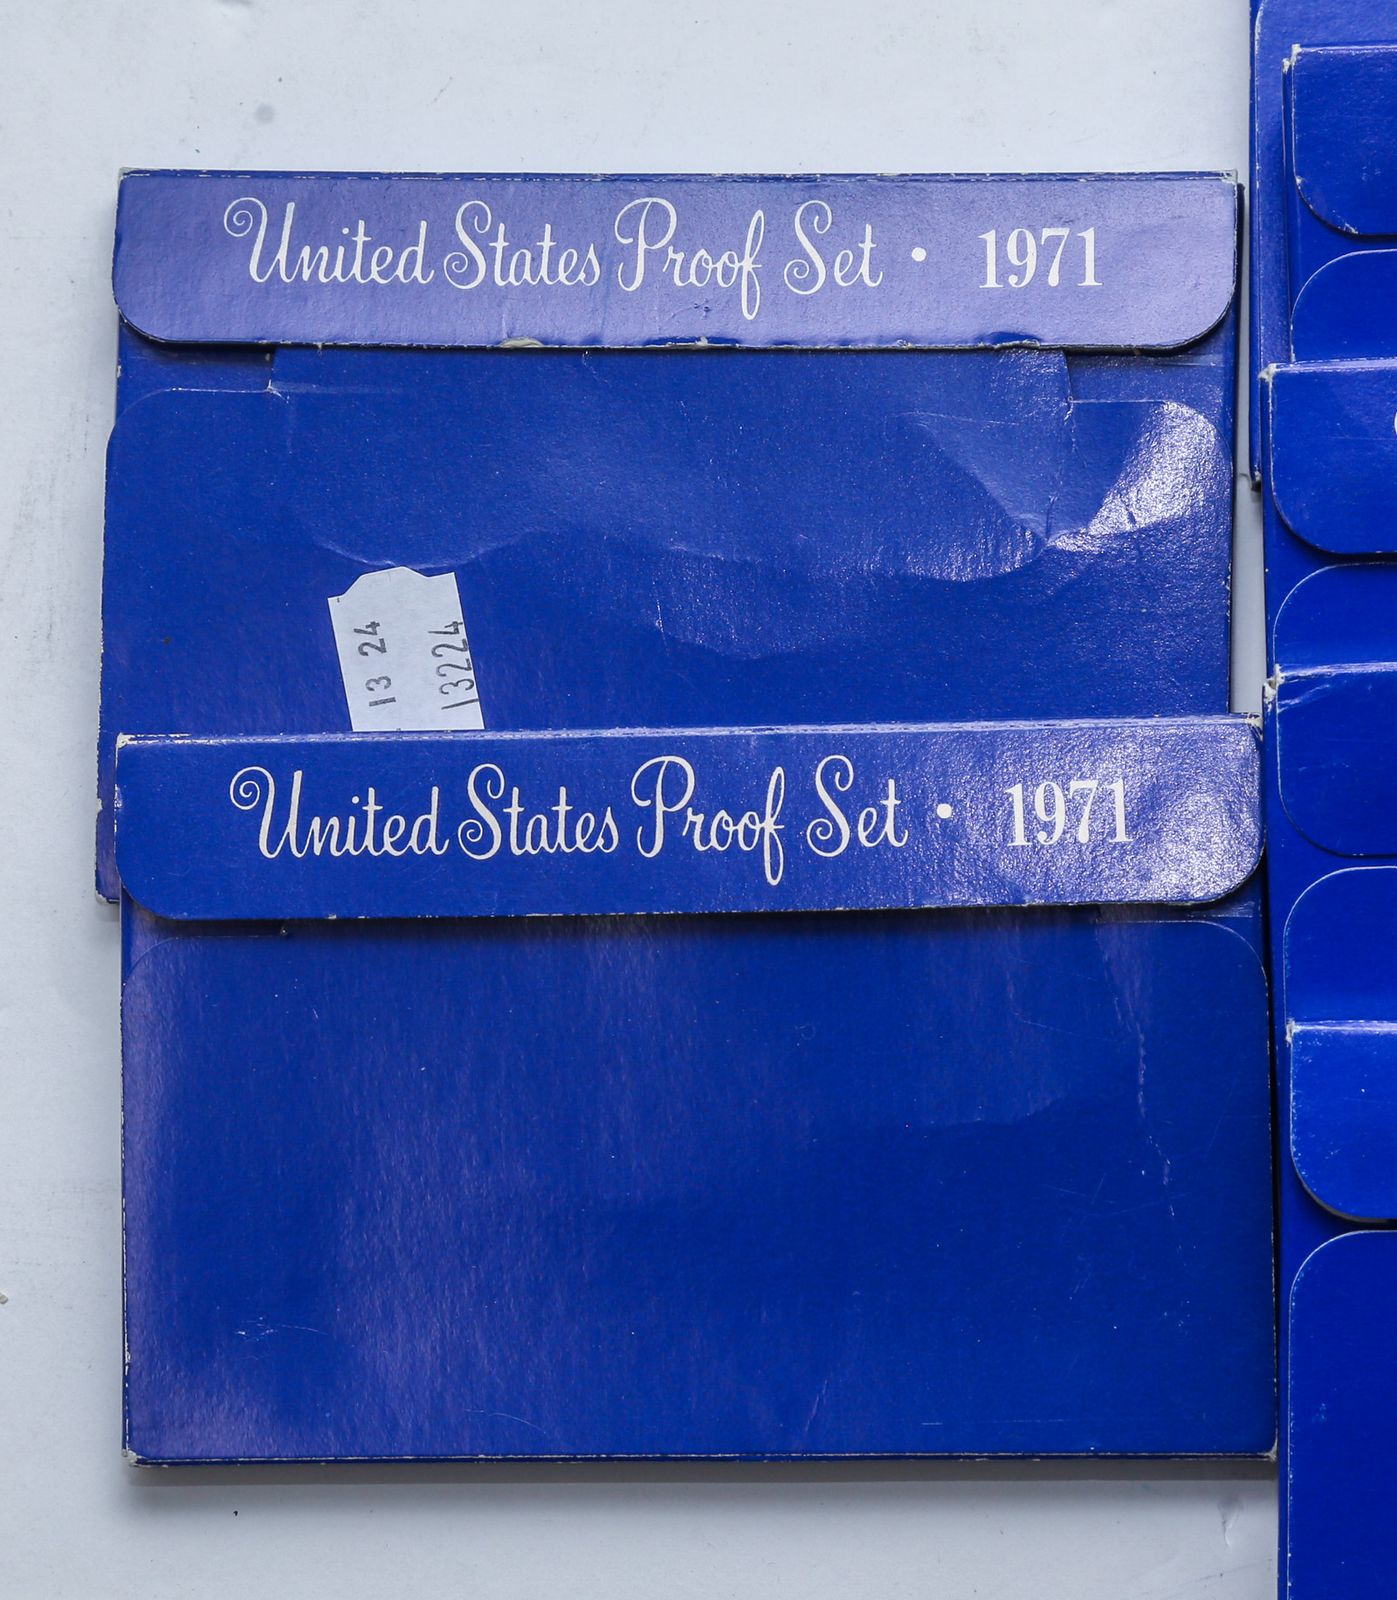 United States Proof Set • 1971
13 24
13224
United States Proof Set • 1971